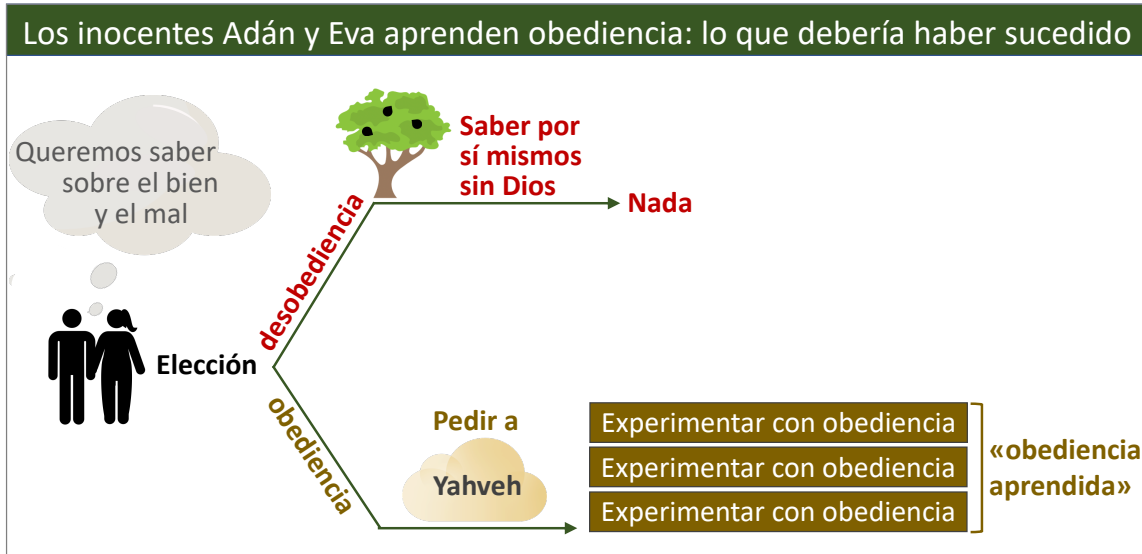 Los inocentes Adán y Eva aprenden obediencia: lo que debería haber sucedido
Queremos saber
sobre el bien
y el mal
Elección
desobediencia
Saber por
sí mismos
sin Dios
Nada
obediencia
Pedir a
Yahveh
Experimentar con obediencia
Experimentar con obediencia
Experimentar con obediencia
«obediencia
aprendida»